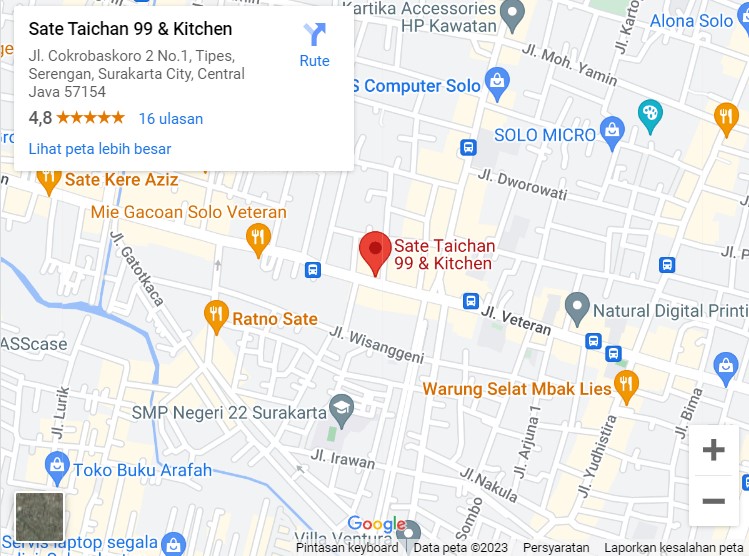 Sate Taichan 99 & Kitchen
Jl. Cokrobaskoro 2 No.1, Tipes,
Serengan, Surakarta City, Central
Java 57154
4,8
16 ulasan
Lihat peta lebih besar
Rute
Kartika Accessories
HP Kawatan
Alona Solo
Jl. Karto
Jl. Moh. Yamin
S Computer Solo
SOLO MICRO
Jl. Dworowati
Sate Kere Aziz
Mie Gacoan Solo Veteran
Jl. Gatotkaca
Sate Taichan
99 & Kitchen
Ratno Sate
Jl. Veteran
Natural Digital Printi
Jl. Wisanggeni
ASScase
Warung Selat Mbak Lies
SMP Negeri 22 Surakarta
Jl. Lurik
Jl. Arjuna 1
Jl. Yudhistira
Jl. Bima
Toko Buku Arafah
Jl. Irawan
Jl.Nakula
Sombo
Villa Ventura
Servis laptop segala
Google
Pintasan keyboard
Data peta ©2023
Persyaratan
Laporkan kesalahan peta